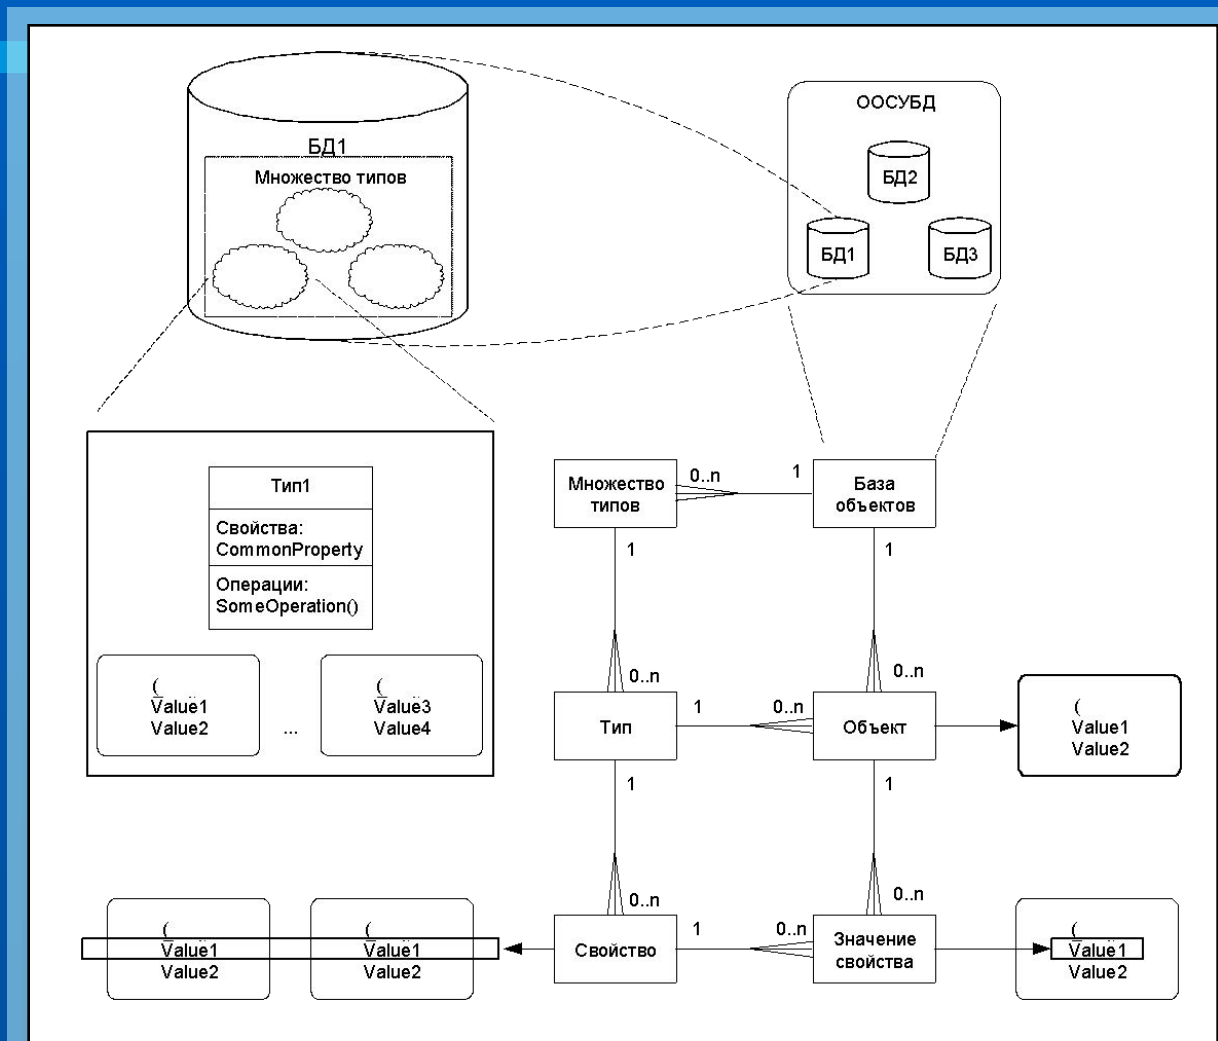 ООСУБД
БД2
БД1
БД3
БД1
Множество типов
Тип1
Свойства:
CommonProperty
Операции:
SomeOperation()
(
Value1
Value2
...
(
Value3
Value4
Множество
типов
0..n
1
База
объектов
1
1
0..n
0..n
Тип
1
0..n
Объект
(
Value1
Value2
1
1
0..n
0..n
(
Value1
Value2
(
Value1
Value2
Свойство
1
0..n
Значение
свойства
(
Value1
Value2